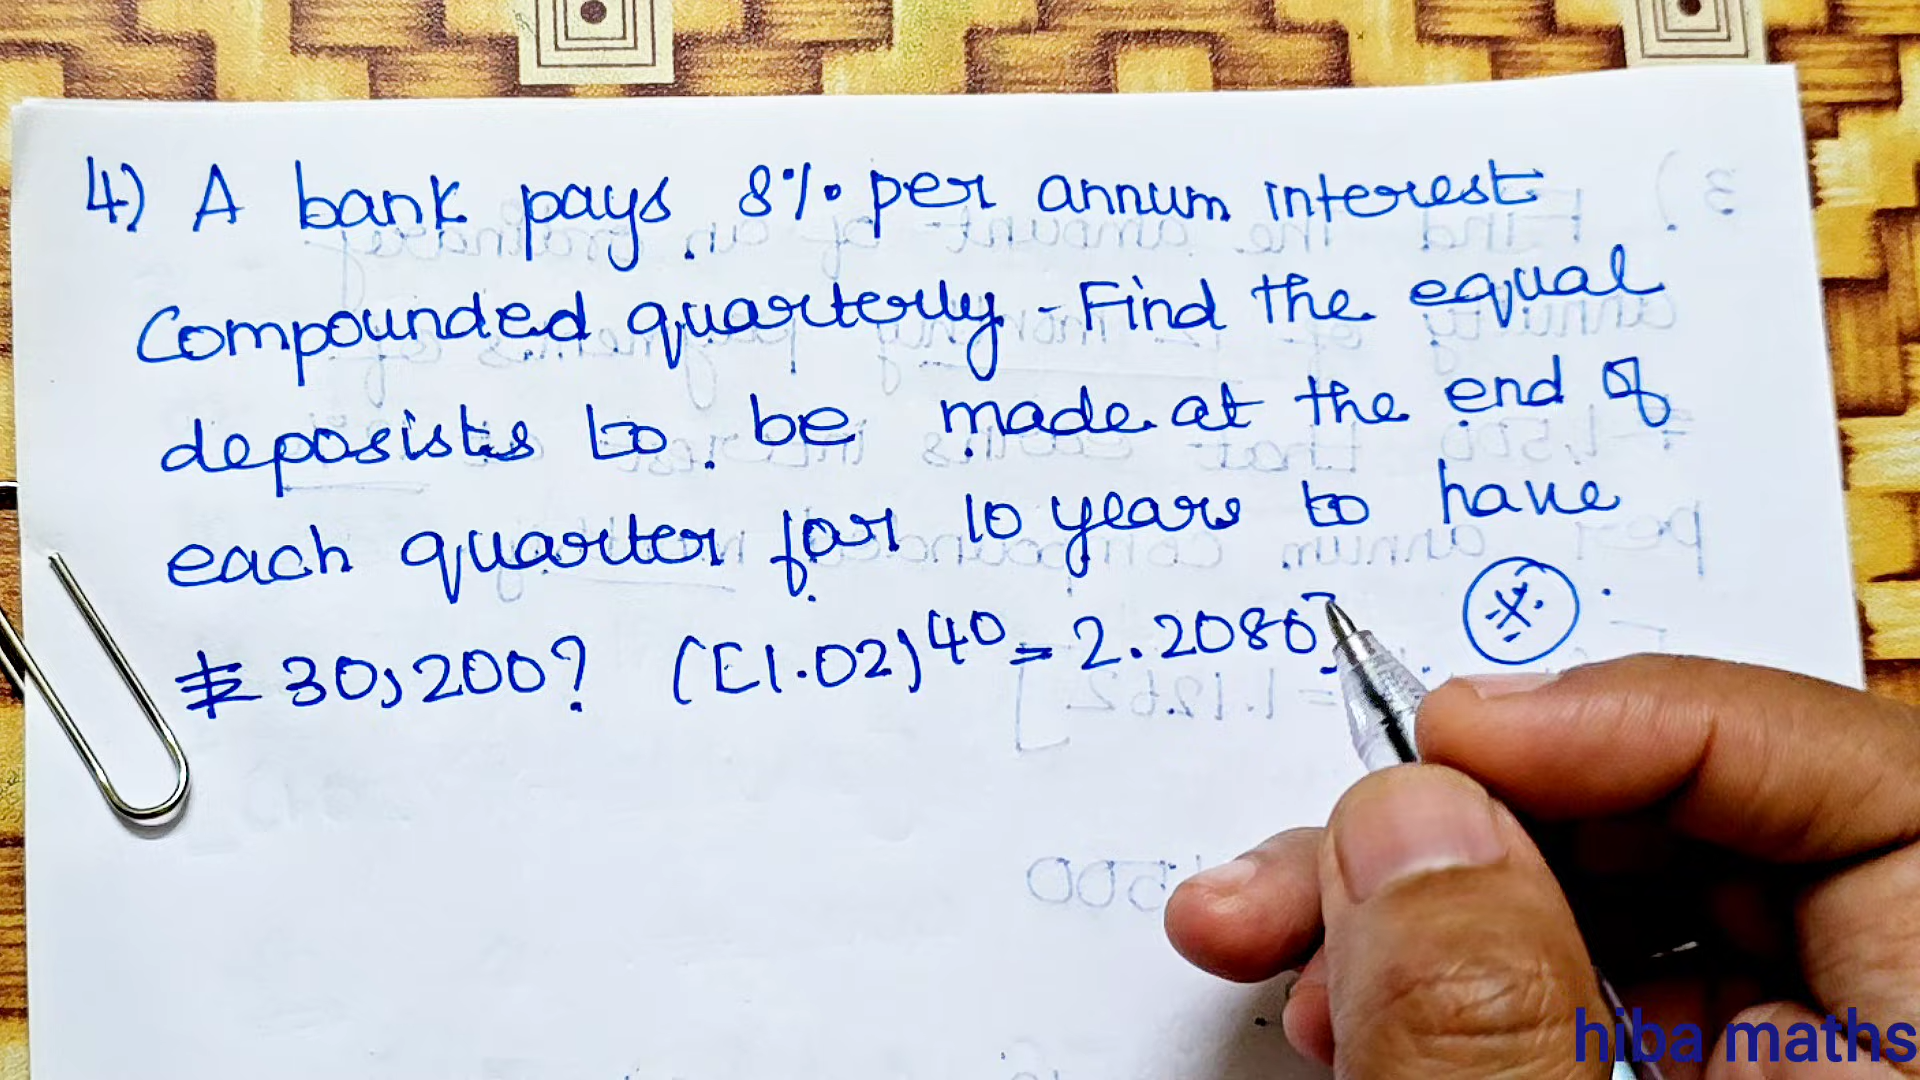 4) A bank pays 8% per annum interest
Compounded quarterly - Find the equal
deposists to be made at the end of
each quarter for 10 years to have
₹ 30,200? ([1.02)^40 = 2.2080]
hiba maths